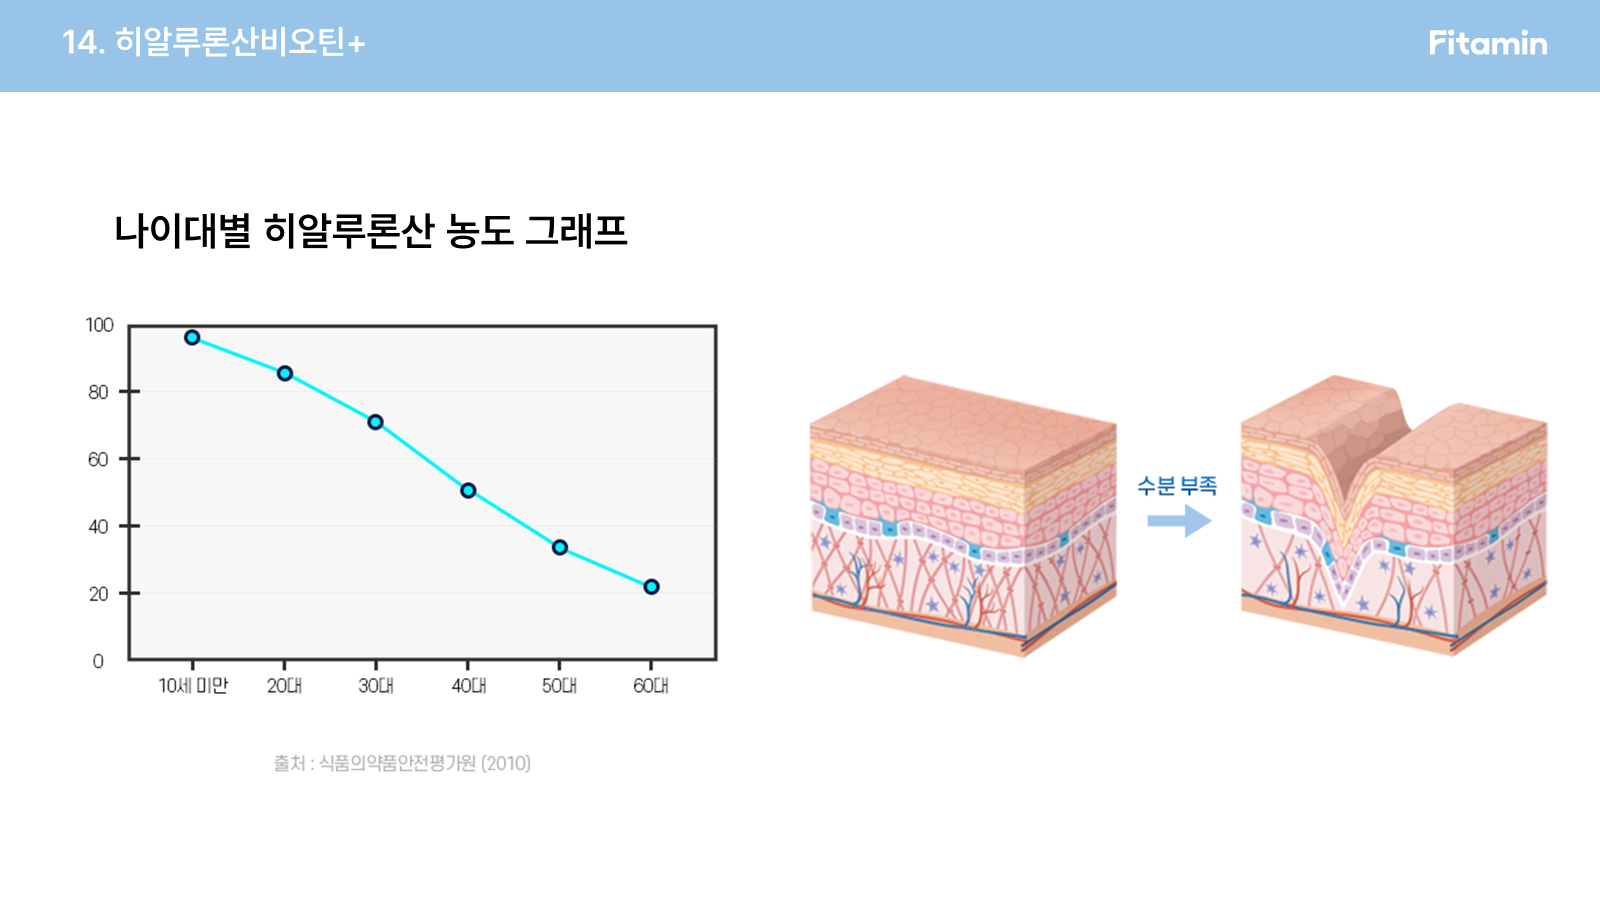 14. 히알루론산비오틴+
Fitamin
나이대별 히알루론산 농도 그래프
100
80
60
40
20
0
10세 미만 20대 30대 40대 50대 60대
출처 : 식품의약품안전평가원 (2010)
수분 부족